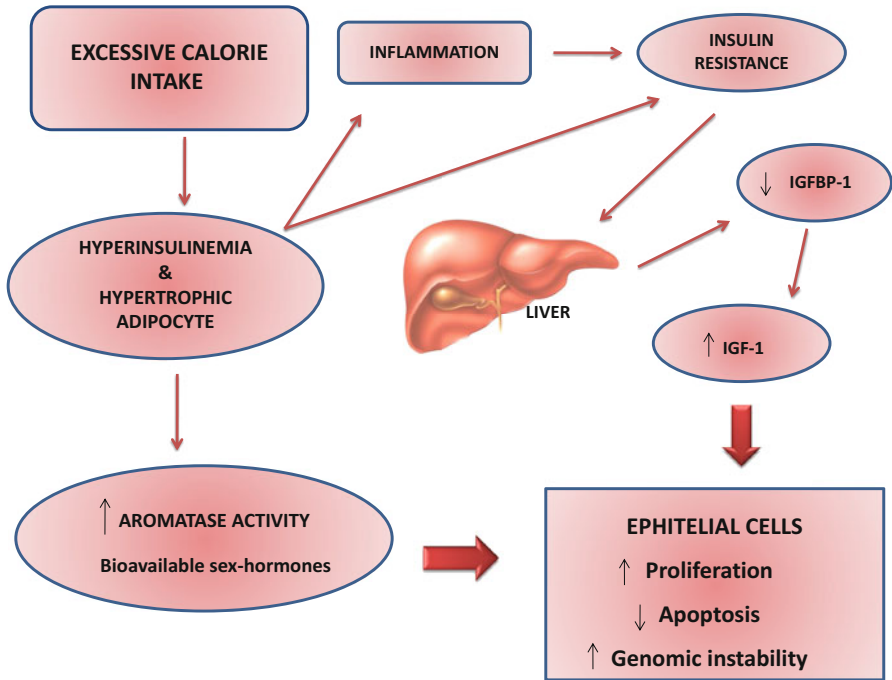 EXCESSIVE CALORIE
INTAKE
INFLAMMATION
INSULIN
RESISTANCE
↓ IGFBP-1
HYPERINSULINEMIA
&
HYPERTROPHIC
ADIPOCYTE
LIVER
↑ IGF-1
↑ AROMATASE ACTIVITY
Bioavailable sex-hormones
EPHITELIAL CELLS
↑ Proliferation
↓ Apoptosis
↑ Genomic instability